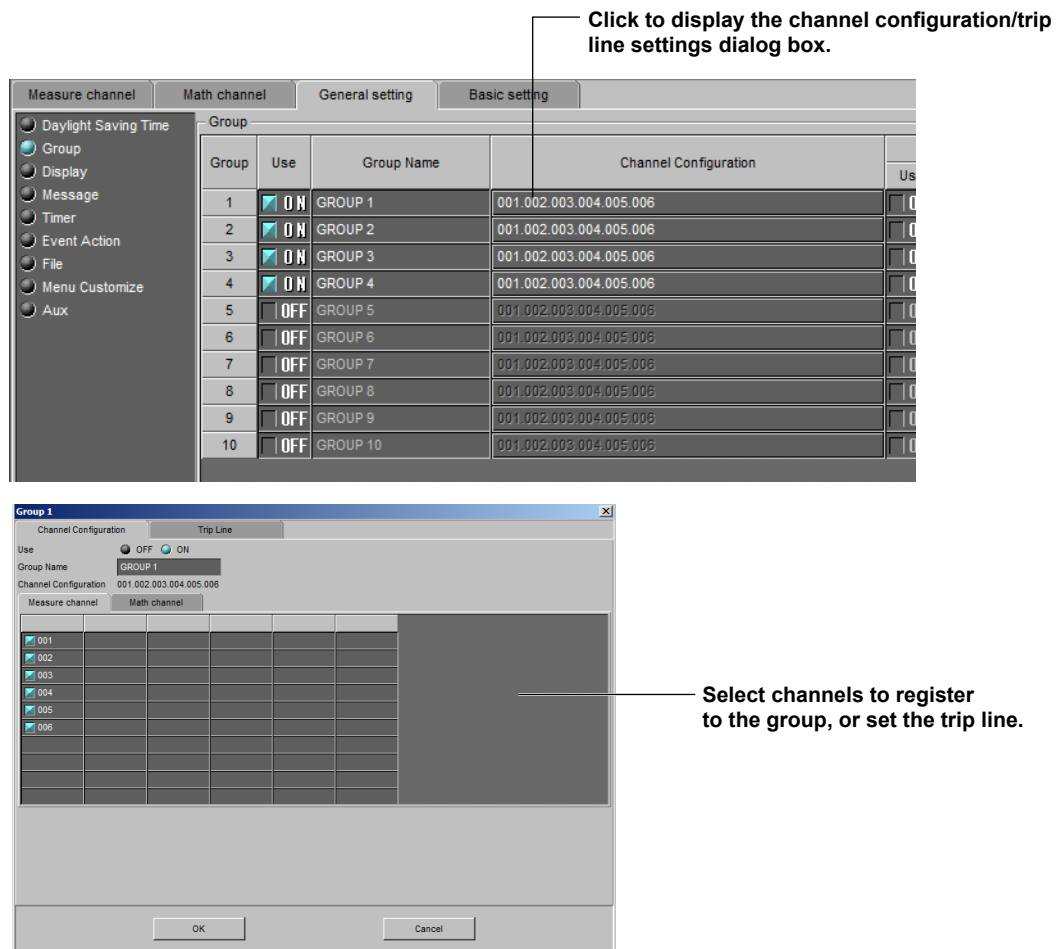 Click to display the channel configuration/trip
line settings dialog box.
Measure channel Math channel General setting Basic setting
Daylight Saving Time
Group
Display
Message
Timer
Event Action
File
Menu Customize
Aux
Group
Group Use Group Name Channel Configuration
1 ON GROUP 1 001.002.003.004.005.006
2 ON GROUP 2 001.002.003.004.005.006
3 ON GROUP 3 001.002.003.004.005.006
4 ON GROUP 4 001.002.003.004.005.006
5 OFF GROUP 5 001.002.003.004.005.006
6 OFF GROUP 6 001.002.003.004.005.006
7 OFF GROUP 7 001.002.003.004.005.006
8 OFF GROUP 8 001.002.003.004.005.006
9 OFF GROUP 9 001.002.003.004.005.006
10 OFF GROUP 10 001.002.003.004.005.006
Group 1
Channel Configuration Trip Line
Use OFF ON
Group Name GROUP 1
Channel Configuration 001.002.003.004.005.006
Measure channel Math channel
001
002
003
004
005
006
Select channels to register
to the group, or set the trip line.
OK Cancel